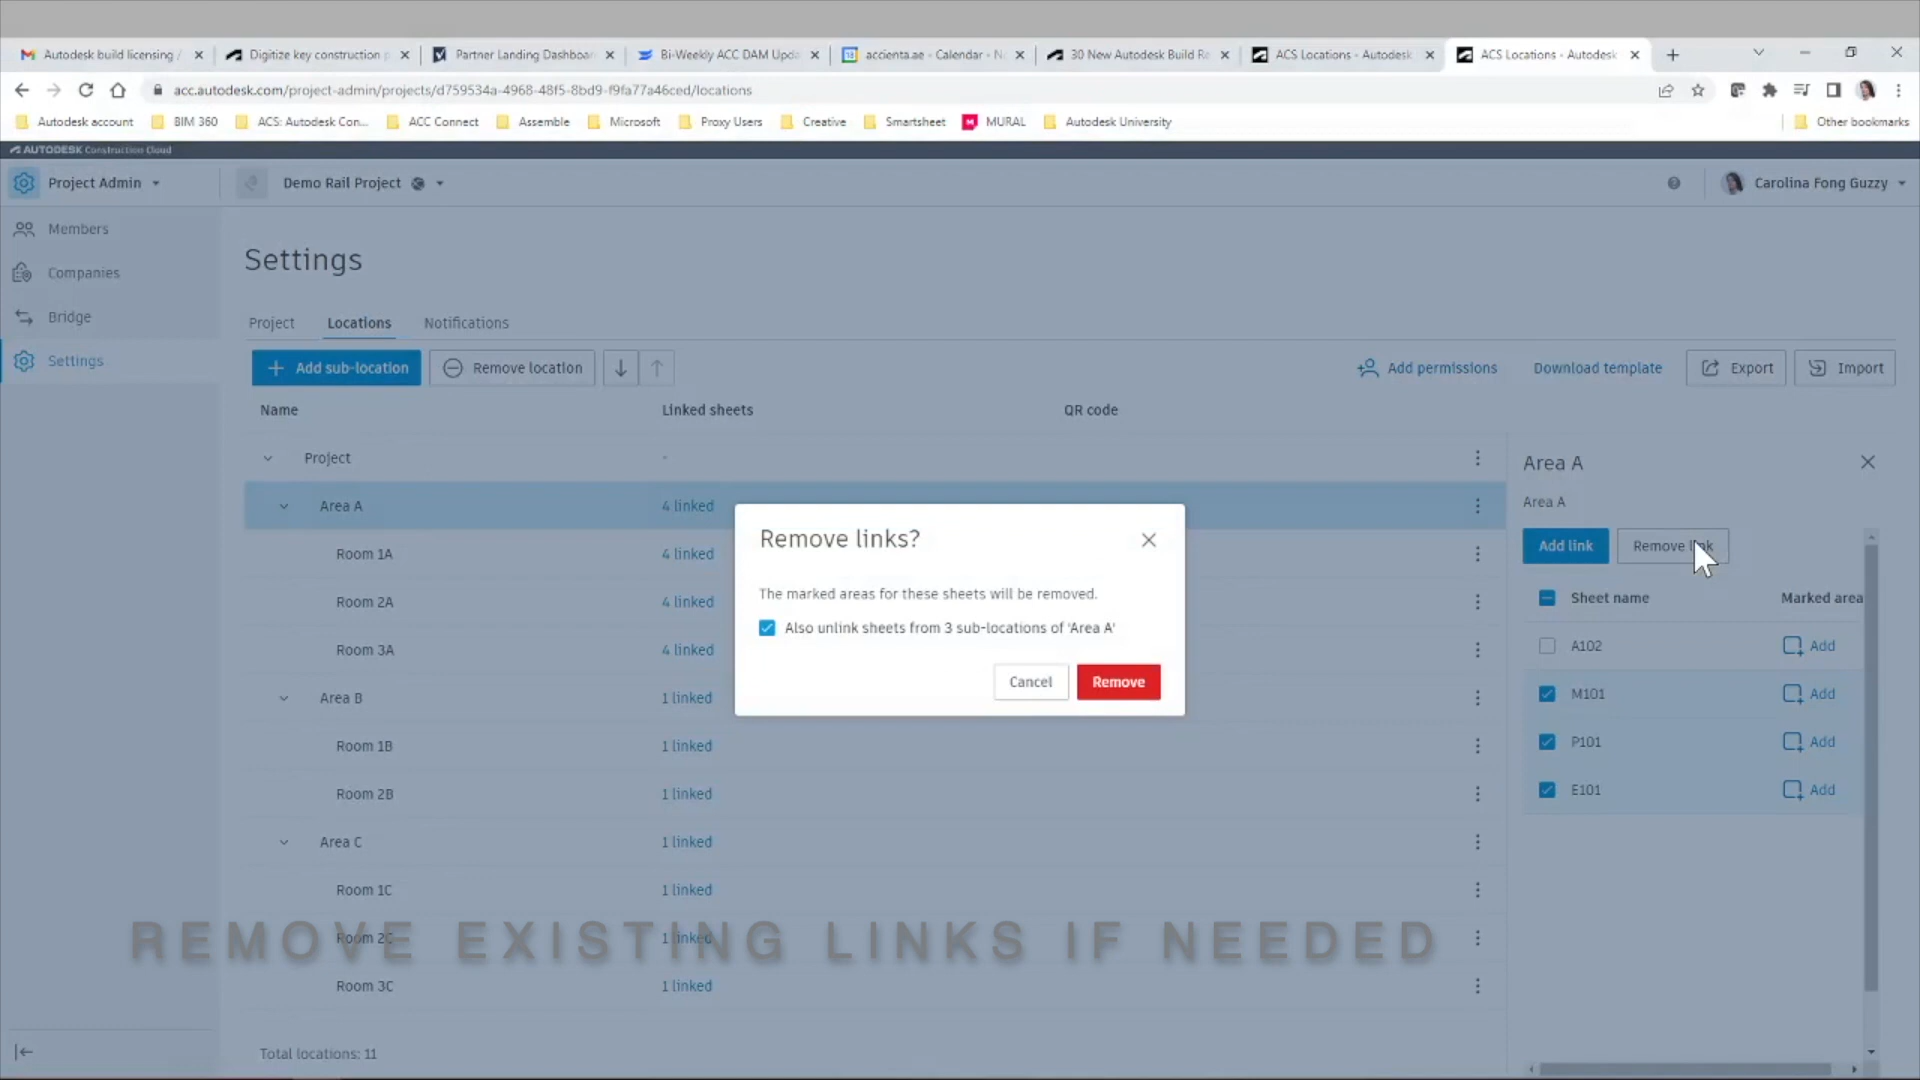 Autodesk build licensing /
Digitize key construction p
Partner Landing Dashboar
Bi-Weekly ACC DAM Upda
accienta.ae - Calendar - N
30 New Autodesk Build Re
ACS Locations - Autodesk
ACS Locations - Autodesk
acc.autodesk.com/project-admin/projects/d759534a-4968-48f5-8bd9-f9fa77a46ced/locations
Autodesk account
BIM 360
ACS: Autodesk Con...
ACC Connect
Assemble
Microsoft
Proxy Users
Creative
Smartsheet
MURAL
Autodesk University
Other bookmarks
AUTODESK Construction Cloud
Project Admin
Demo Rail Project
Carolina Fong Guzzy
Members
Companies
Bridge
Settings
Settings
Project
Locations
Notifications
Add sub-location
Remove location
Add permissions
Download template
Export
Import
Name
Linked sheets
QR code
Project
-
Area A
4 linked
Room 1A
4 linked
Room 2A
4 linked
Room 3A
4 linked
Area B
1 linked
Room 1B
1 linked
Room 2B
1 linked
Area C
1 linked
Room 1C
1 linked
Room 2C
1 linked
Room 3C
1 linked
Total locations: 11
Remove links?
The marked areas for these sheets will be removed.
Also unlink sheets from 3 sub-locations of 'Area A'
Cancel
Remove
Area A
Area A
Add link
Remove link
Sheet name
Marked area
A102
Add
M101
Add
P101
Add
E101
Add
REMOVE EXISTING LINKS IF NEEDED